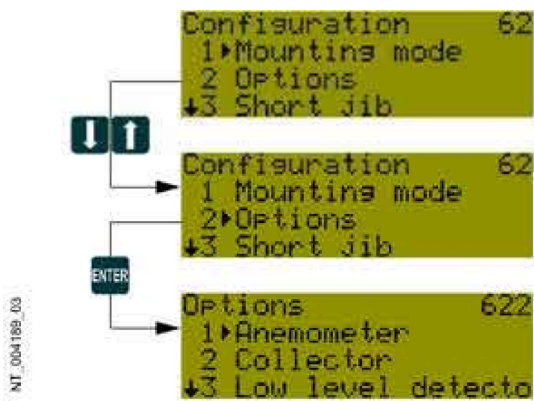 Configuration 62
1 Mounting mode
2 Options
3 Short jib
Configuration 62
1 Mounting mode
2 Options
3 Short jib
ENTER
Options 622
1 Anemometer
2 Collector
3 Low level detecto
NT_004189_03